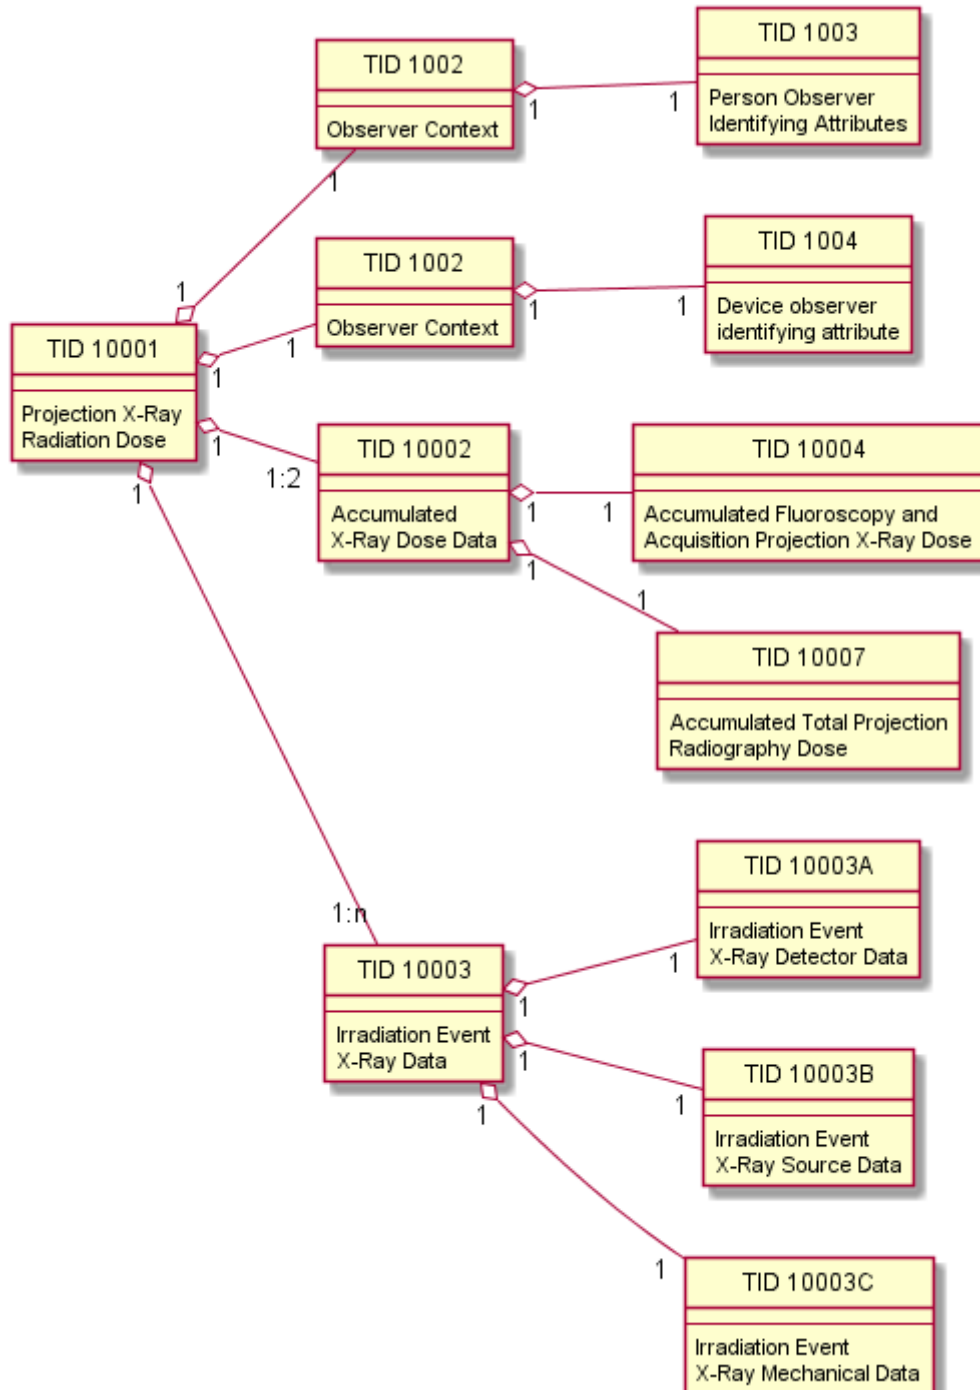 TID 1003
Person Observer
Identifying Attributes
1
TID 1002
Observer Context
1
1
TID 1004
Device observer
identifying attribute
1
TID 1002
Observer Context
1
1
TID 10001
Projection X-Ray
Radiation Dose
1
1
1
1
TID 10002
Accumulated
X-Ray Dose Data
1:2
1
1
TID 10004
Accumulated Fluoroscopy and
Acquisition Projection X-Ray Dose
1
TID 10007
Accumulated Total Projection
Radiography Dose
1
TID 10003
Irradiation Event
X-Ray Data
1:n
1
1
1
TID 10003A
Irradiation Event
X-Ray Detector Data
1
TID 10003B
Irradiation Event
X-Ray Source Data
1
TID 10003C
Irradiation Event
X-Ray Mechanical Data
1